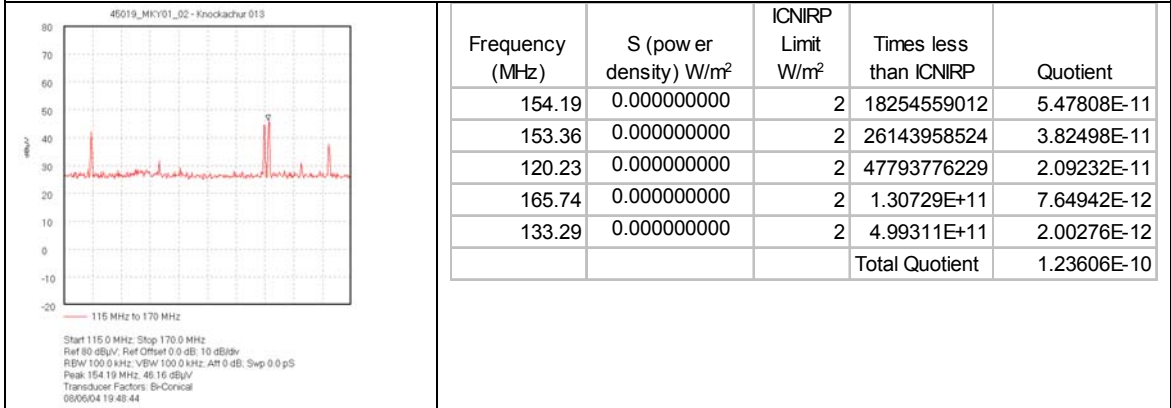 45019_MKY01_02 - Knockachur 013
80
70
60
50
40
30
20
10
0
-10
-20
dBµV
115 MHz to 170 MHz
Start 115.0 MHz; Stop 170.0 MHz
Ref 80 dBµV; Ref Offset 0.0 dB; 10 dB/div
RBW 100.0 kHz; VBW 100.0 kHz; Att 0 dB; Swp 0.0 pS
Peak 154.19 MHz, 46.16 dBµV
Transducer Factors: Bi-Conical
08/06/04 19:48:44
Frequency (MHz) S (power density) W/m² ICNIRP Limit W/m² Times less than ICNIRP Quotient
154.19 0.000000000 2 18254559012 5.47808E-11
153.36 0.000000000 2 26143958524 3.82498E-11
120.23 0.000000000 2 47793776229 2.09232E-11
165.74 0.000000000 2 1.30729E+11 7.64942E-12
133.29 0.000000000 2 4.99311E+11 2.00276E-12
Total Quotient 1.23606E-10